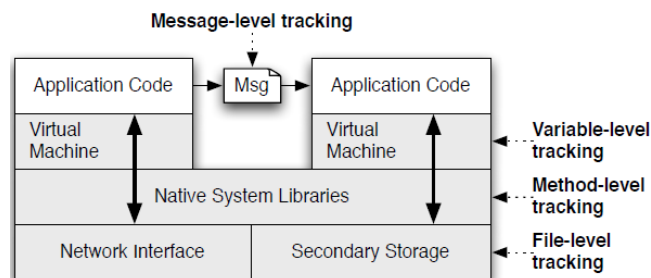 Message-level tracking
Application Code
Msg
Application Code
Virtual
Machine
Virtual
Machine
Variable-level
tracking
Native System Libraries
Method-level
tracking
Network Interface
Secondary Storage
File-level
tracking